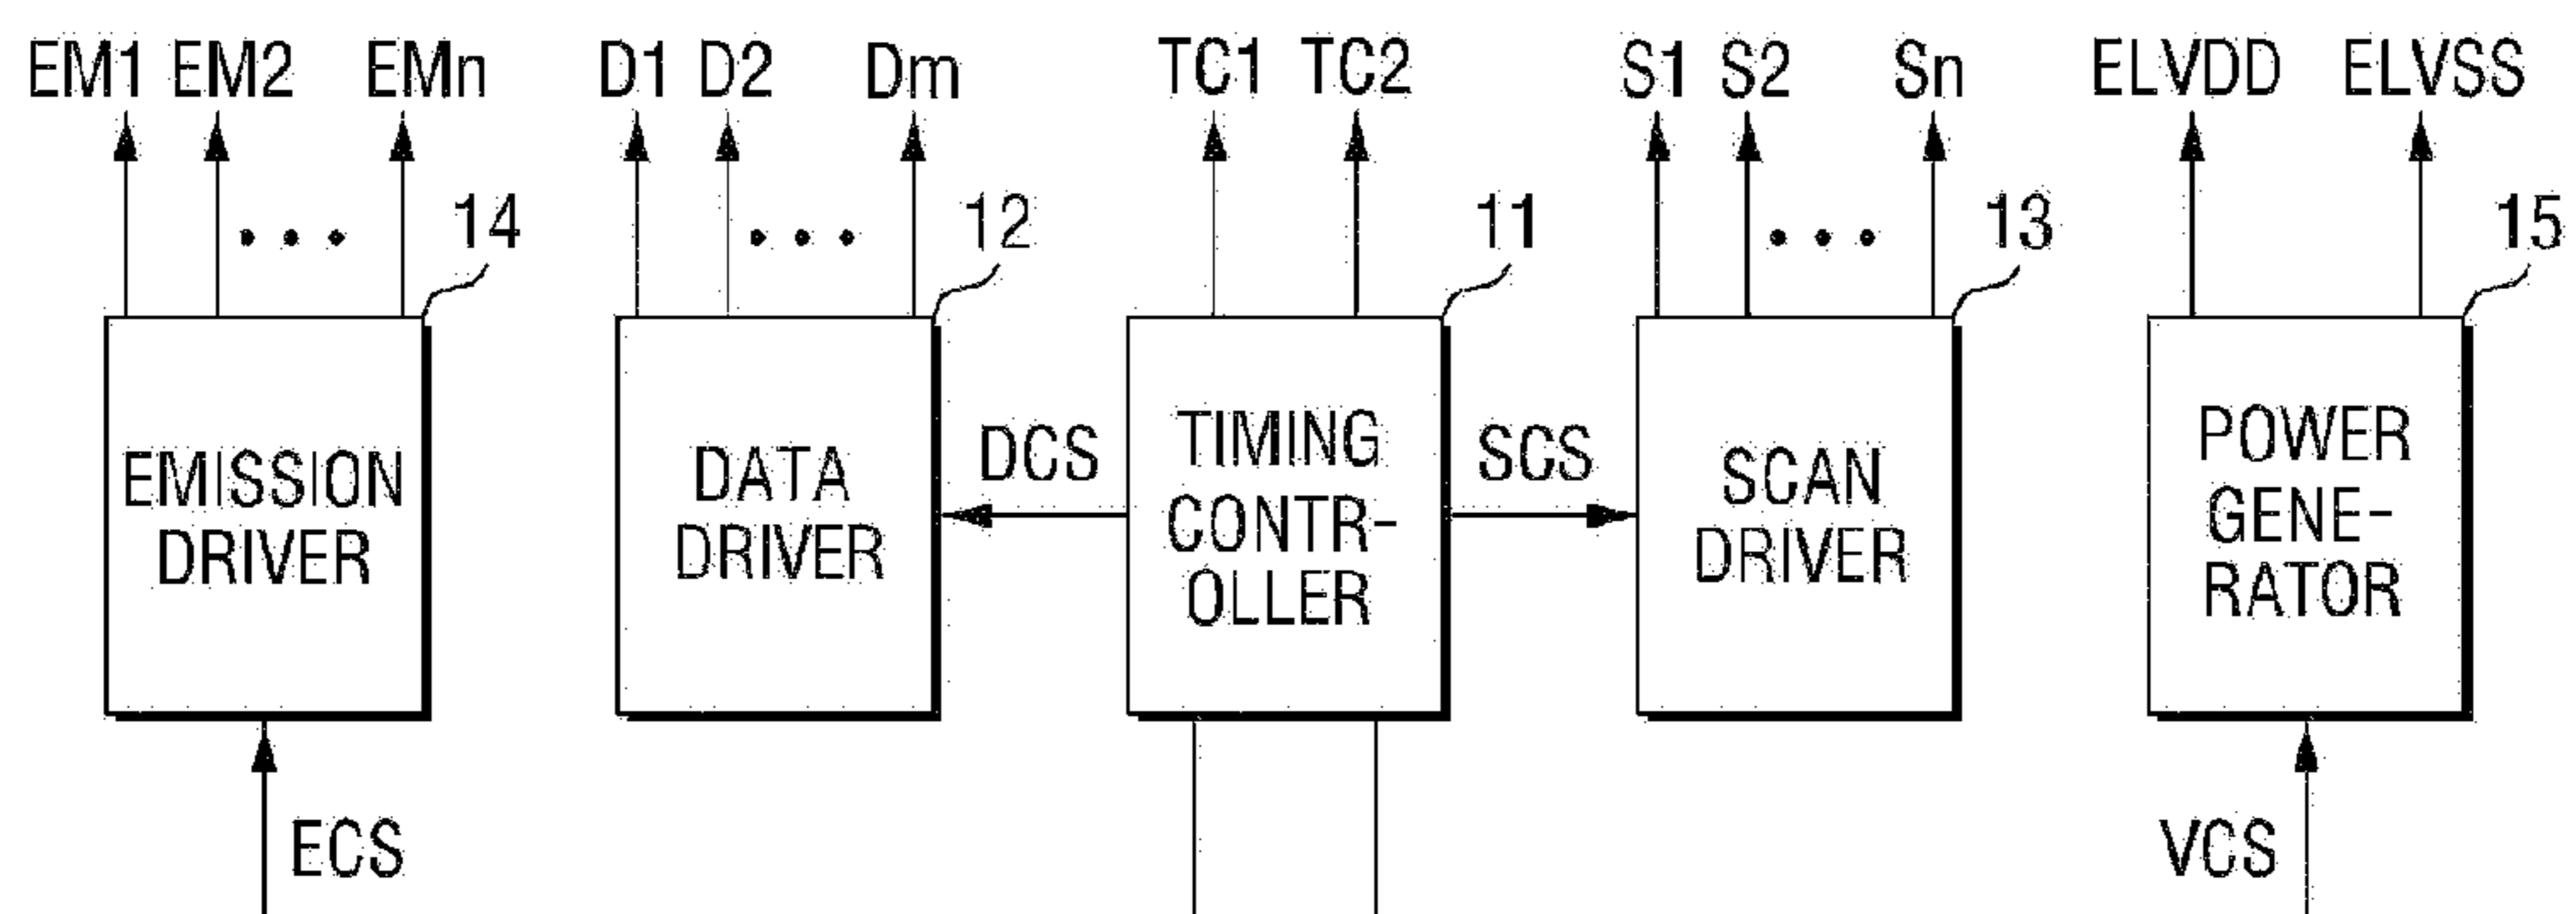 EM1 EM2 EMn D1 D2 Dm TC1 TC2 S1 S2 Sn ELVDD ELVSS
14 12 11 13 15
EMISSION
DRIVER
DATA
DRIVER
DCS
TIMING
CONTR-
OLLER
SCS
SCAN
DRIVER
POWER
GENE-
RATOR
ECS
VCS